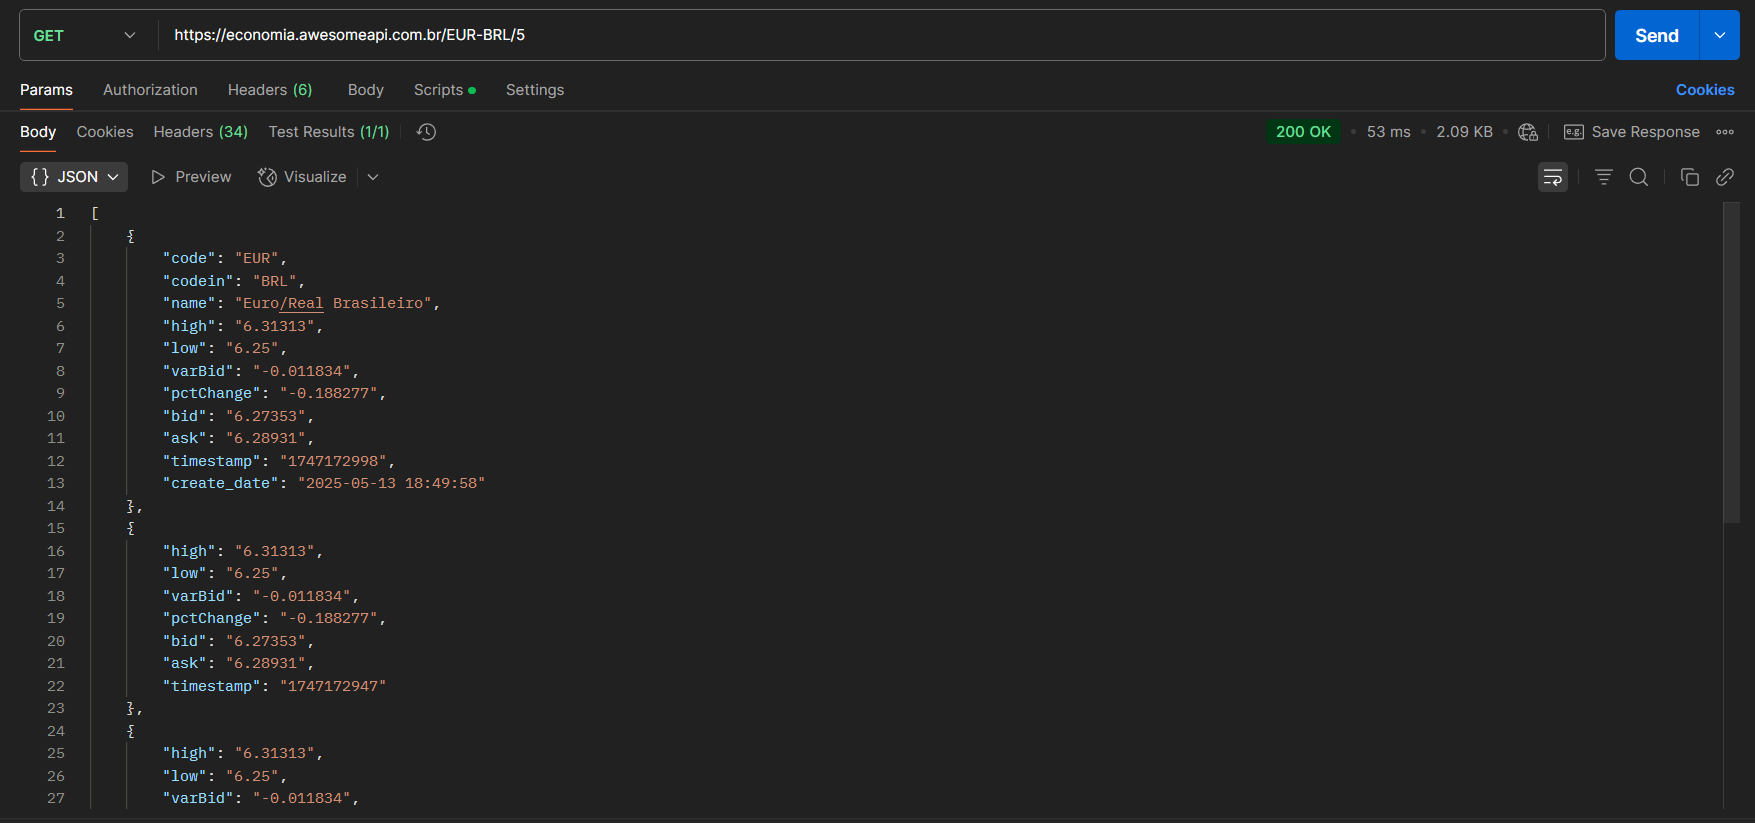 GET https://economia.awesomeapi.com.br/EUR-BRL/5 Send
Params Authorization Headers (6) Body Scripts Settings Cookies
Body Cookies Headers (34) Test Results (1/1) 200 OK • 53 ms • 2.09 KB • e.g. Save Response
{} JSON Preview Visualize
1 [
2 {
3 "code": "EUR",
4 "codein": "BRL",
5 "name": "Euro/Real Brasileiro",
6 "high": "6.31313",
7 "low": "6.25",
8 "varBid": "-0.011834",
9 "pctChange": "-0.188277",
10 "bid": "6.27353",
11 "ask": "6.28931",
12 "timestamp": "1747172998",
13 "create_date": "2025-05-13 18:49:58"
14 },
15 {
16 "high": "6.31313",
17 "low": "6.25",
18 "varBid": "-0.011834",
19 "pctChange": "-0.188277",
20 "bid": "6.27353",
21 "ask": "6.28931",
22 "timestamp": "1747172947"
23 },
24 {
25 "high": "6.31313",
26 "low": "6.25",
27 "varBid": "-0.011834",